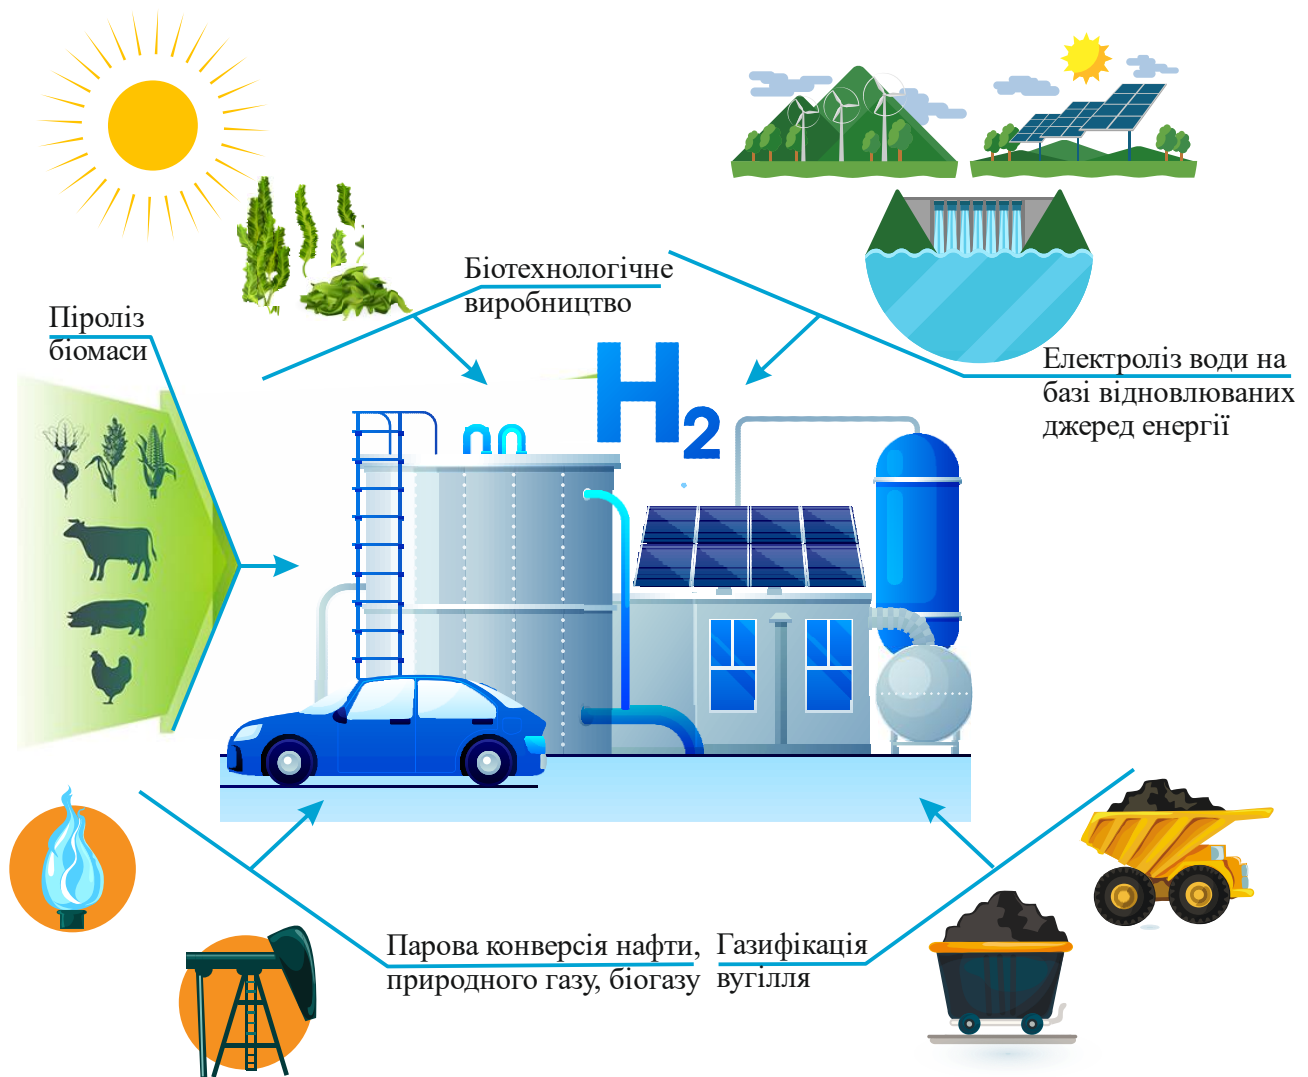 Біотехнологічне
виробництво
Піроліз
біомаси
H2
Електроліз води на
базі відновлюваних
джеред енергії
Парова конверсія нафти,
природного газу, біогазу
Газифікація
вугілля